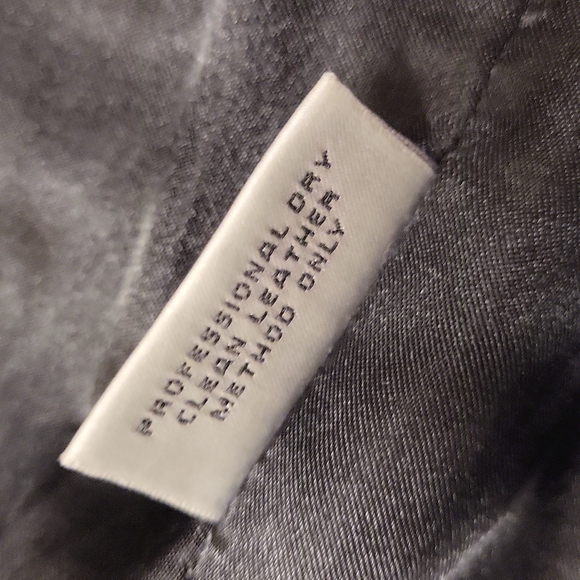 PROFESSIONAL DRY
CLEAN LEATHER
METHOD ONLY